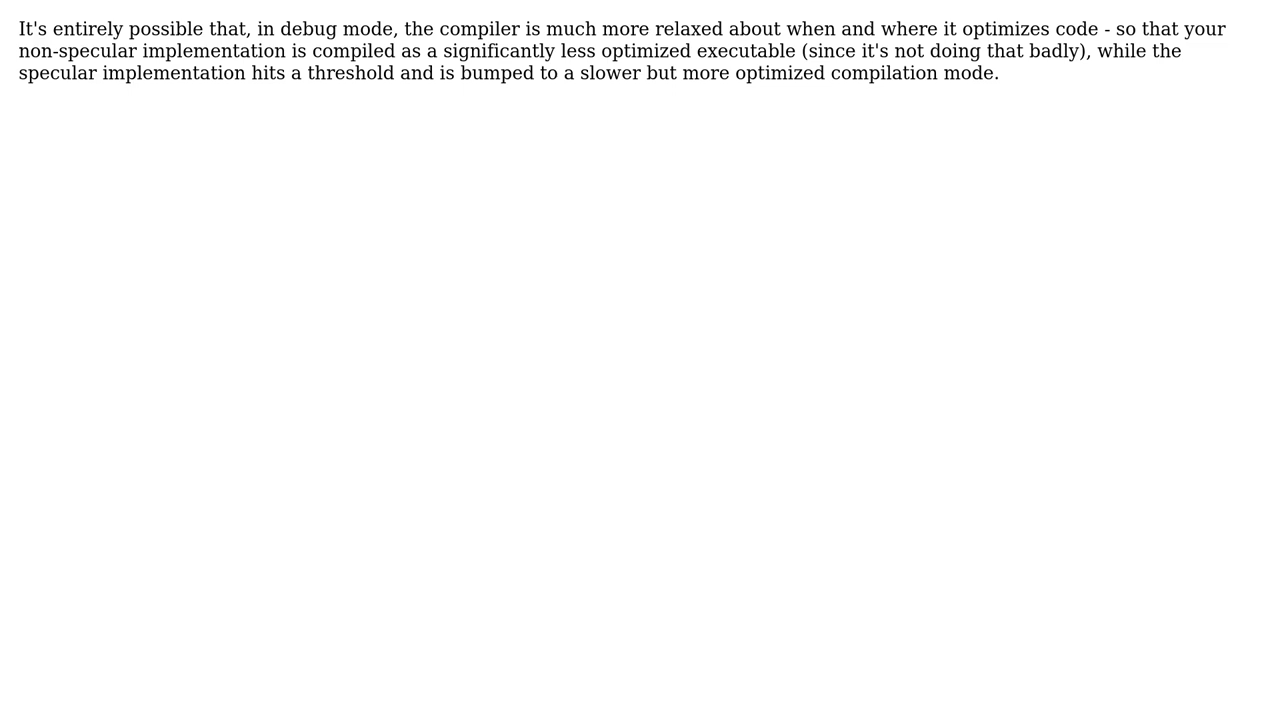 It's entirely possible that, in debug mode, the compiler is much more relaxed about when and where it optimizes code - so that your
non-specular implementation is compiled as a significantly less optimized executable (since it's not doing that badly), while the
specular implementation hits a threshold and is bumped to a slower but more optimized compilation mode.